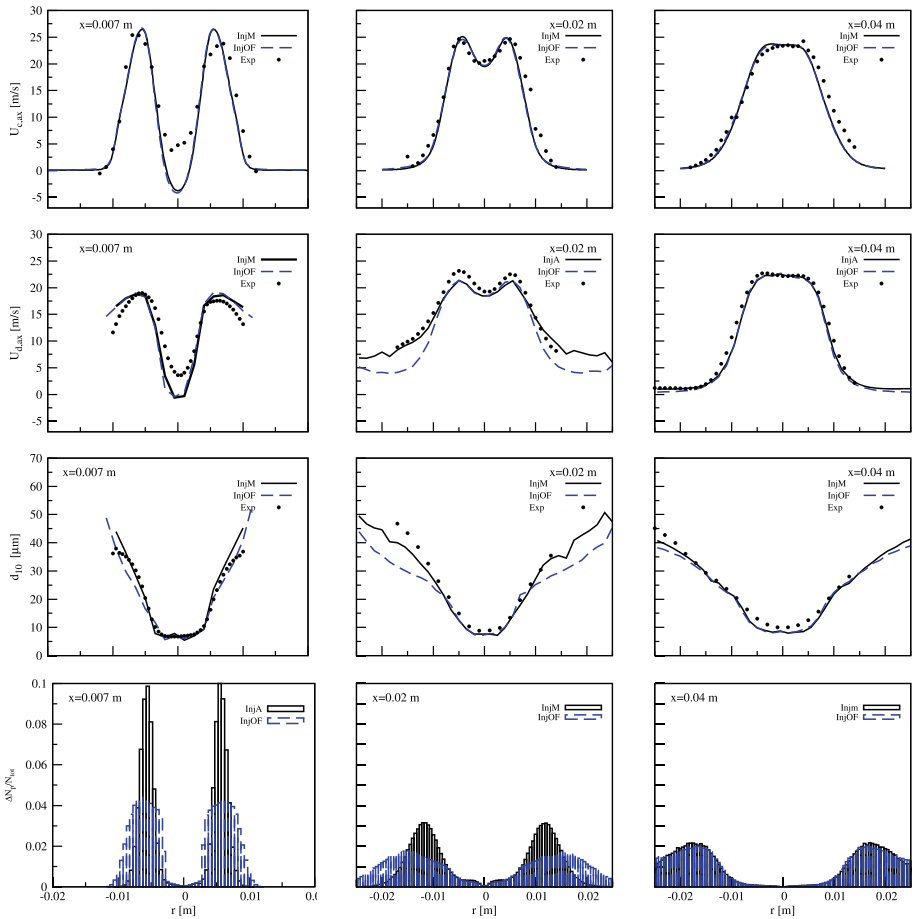 x=0.007 m
InjM
InjOF
Exp
U_c,ax [m/s]
30
25
20
15
10
5
0
-5
x=0.02 m
InjM
InjOF
Exp
x=0.04 m
InjM
InjOF
Exp
x=0.007 m
InjM
InjOF
Exp
U_d,ax [m/s]
30
25
20
15
10
5
0
-5
x=0.02 m
InjA
InjOF
Exp
x=0.04 m
InjA
InjOF
Exp
x=0.007 m
InjM
InjOF
Exp
d_10 [μm]
70
60
50
40
30
20
10
0
x=0.02 m
InjM
InjOF
Exp
x=0.04 m
InjM
InjOF
Exp
x=0.007 m
InjA
InjOF
ΔN_p/N_tot
0.1
0.08
0.06
0.04
0.02
0
-0.02 -0.01 0 0.01
r [m]
x=0.02 m
InjM
InjOF
-0.01 0 0.01 0.02
r [m]
x=0.04 m
Injm
InjOF
-0.02 -0.01 0 0.01 0.02
r [m]